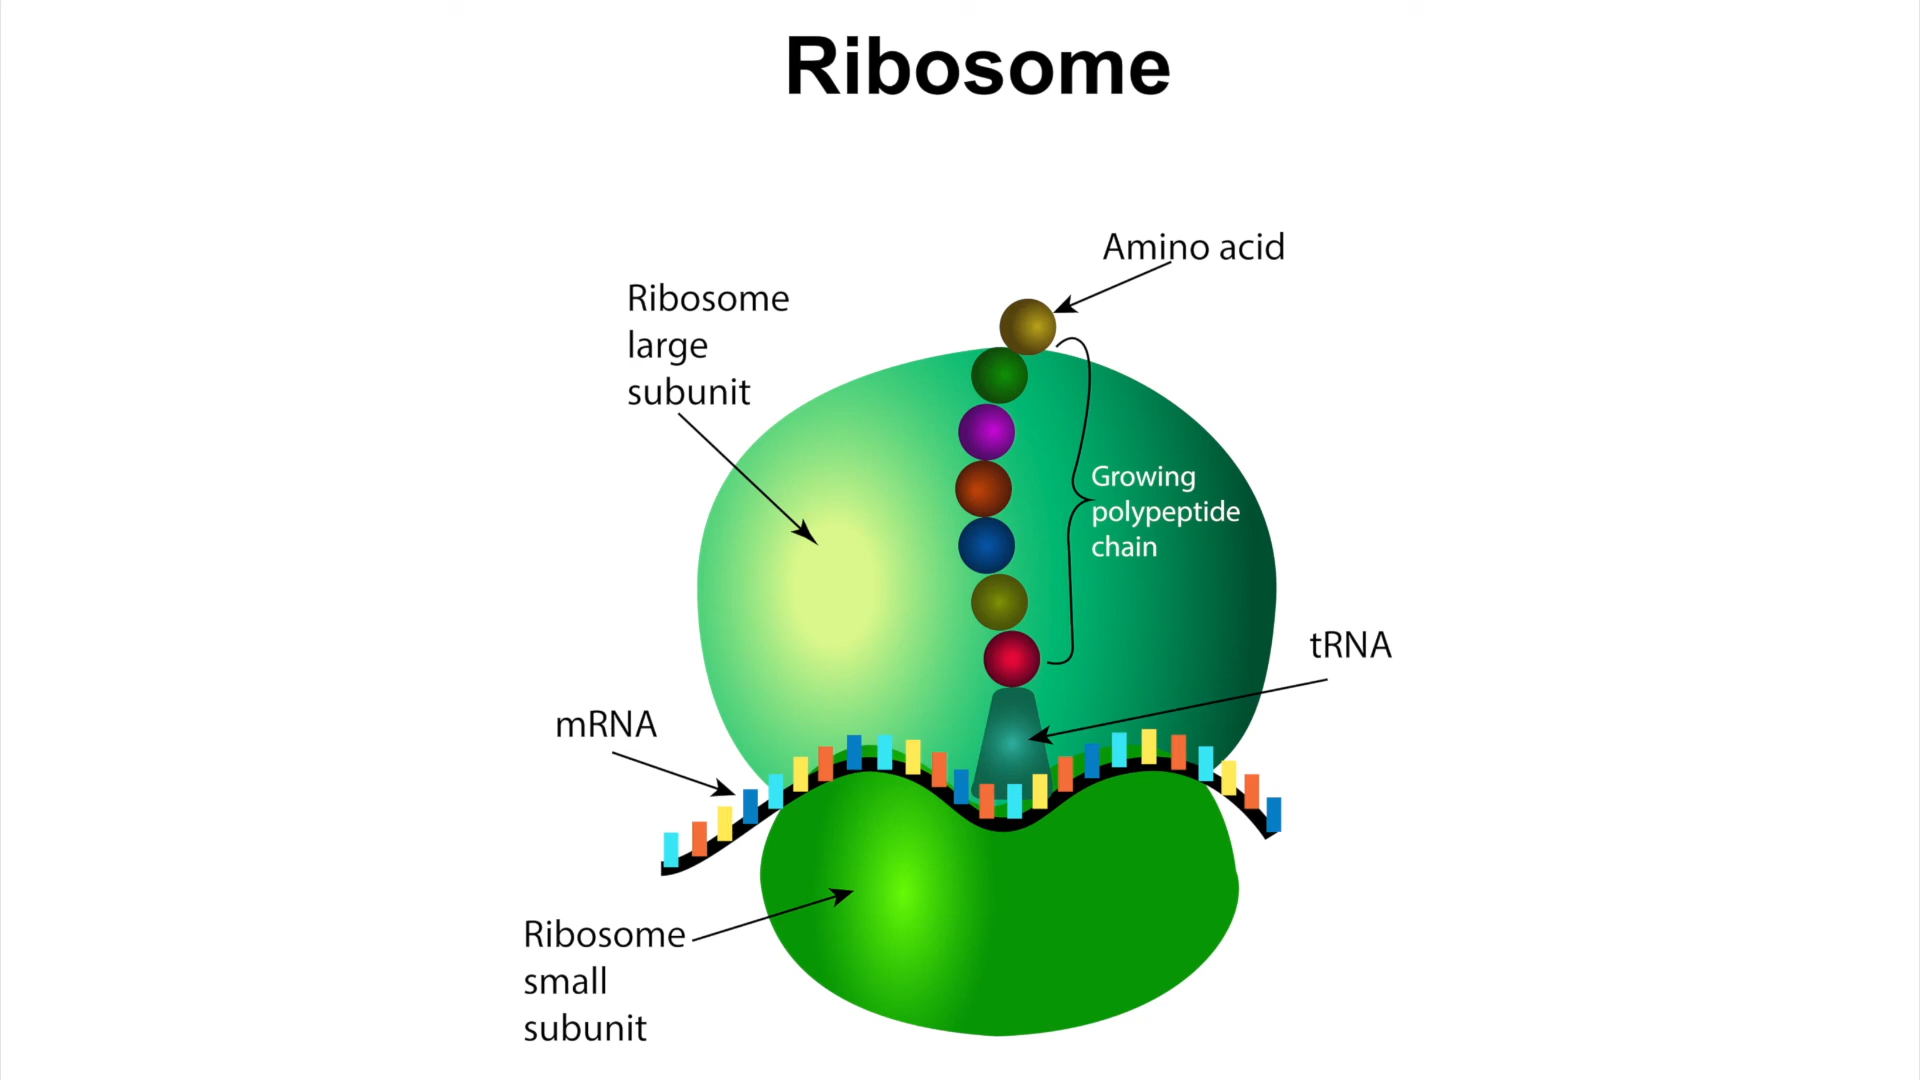 Ribosome
Amino acid
Ribosome
large
subunit
Growing
polypeptide
chain
tRNA
mRNA
Ribosome
small
subunit